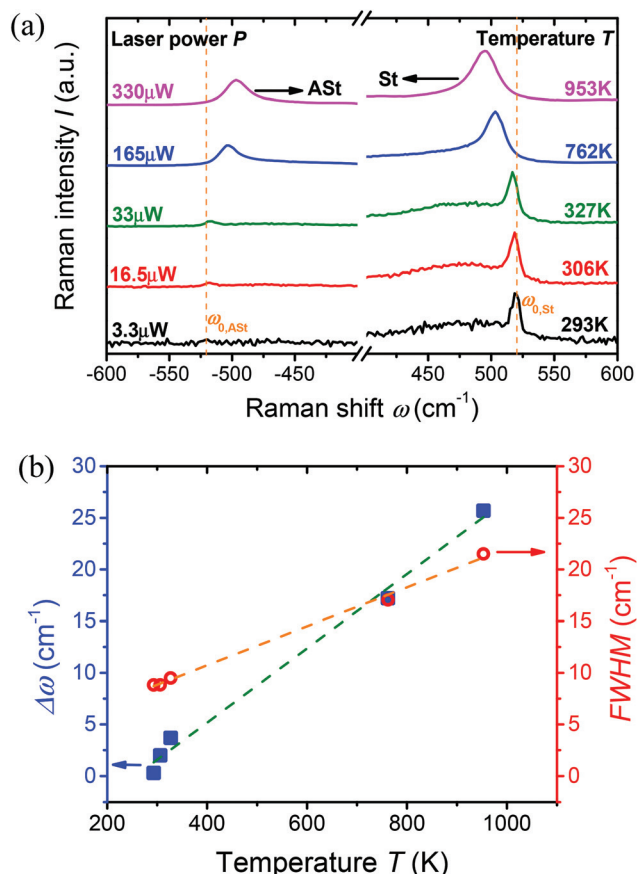 (a)
Laser power P
Temperature T
330μW
ASt
St
953K
165μW
762K
33μW
327K
16.5μW
306K
3.3μW
ω0,ASt
ω0,St
293K
Raman intensity I (a.u.)
-600 -550 -500 -450 450 500 550 600
Raman shift ω (cm⁻¹)
(b)
30
25
20
15
10
5
0
Δω (cm⁻¹)
30
25
20
15
10
5
0
FWHM (cm⁻¹)
200 400 600 800 1000
Temperature T (K)